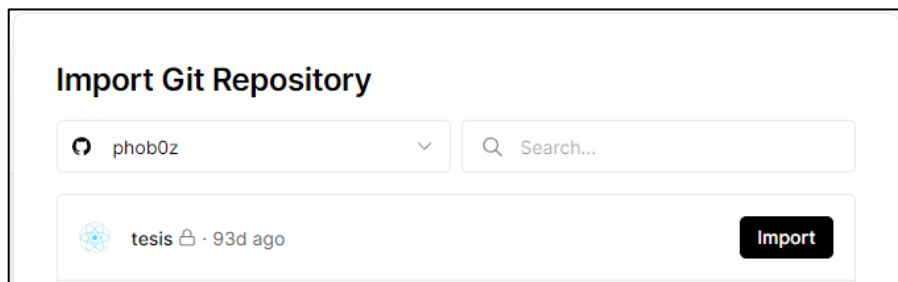 Import Git Repository
phob0z
Search...
tesis · 93d ago
Import